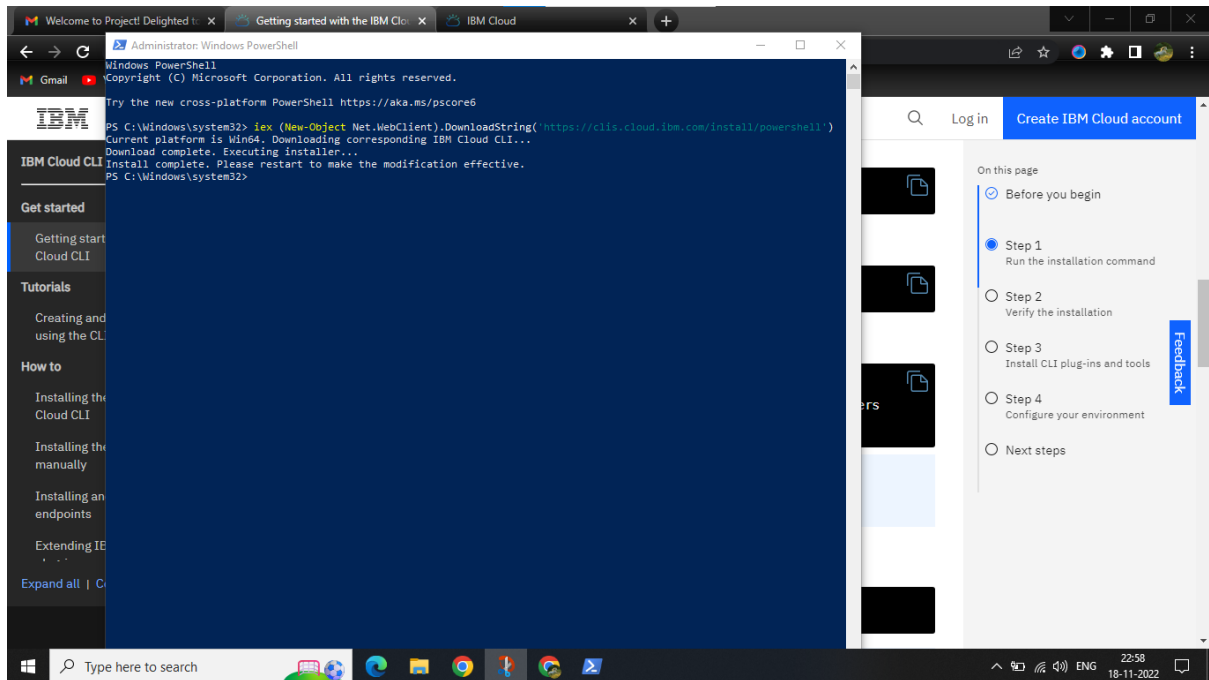 Welcome to Project! Delighted to
Getting started with the IBM Clo
IBM Cloud
Gmail
Administrator: Windows PowerShell
Windows PowerShell
Copyright (C) Microsoft Corporation. All rights reserved.
Try the new cross-platform PowerShell https://aka.ms/pscore6
PS C:\Windows\system32> iex (New-Object Net.WebClient).DownloadString('https://clis.cloud.ibm.com/install/powershell')
Current platform is Win64. Downloading corresponding IBM Cloud CLI...
Download complete. Executing installer...
Install complete. Please restart to make the modification effective.
PS C:\Windows\system32>
IBM
IBM Cloud CLI
Get started
Getting start
Cloud CLI
Tutorials
Creating and
using the CL
How to
Installing the
Cloud CLI
Installing the
manually
Installing an
endpoints
Extending IB
Expand all | Co
ers
Log in
Create IBM Cloud account
On this page
Before you begin
Step 1
Run the installation command
Step 2
Verify the installation
Step 3
Install CLI plug-ins and tools
Step 4
Configure your environment
Next steps
Feedback
Type here to search
ENG
22:58
18-11-2022